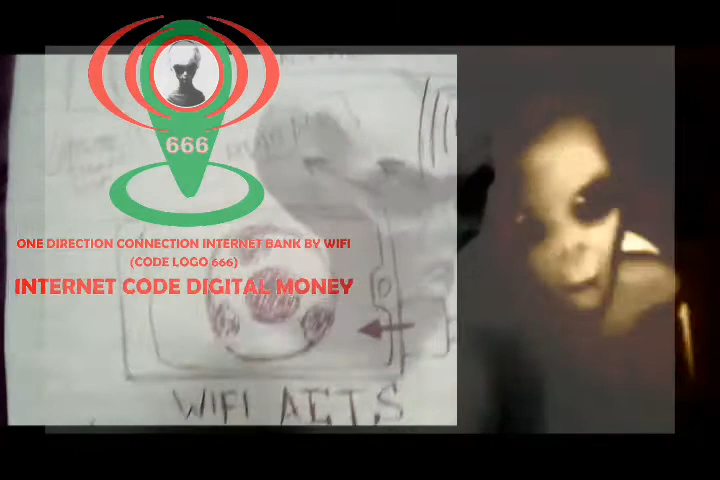 666
ONE DIRECTION CONNECTION INTERNET BANK BY WIFI
(CODE LOGO 666)
INTERNET CODE DIGITAL MONEY
WIFI AETS